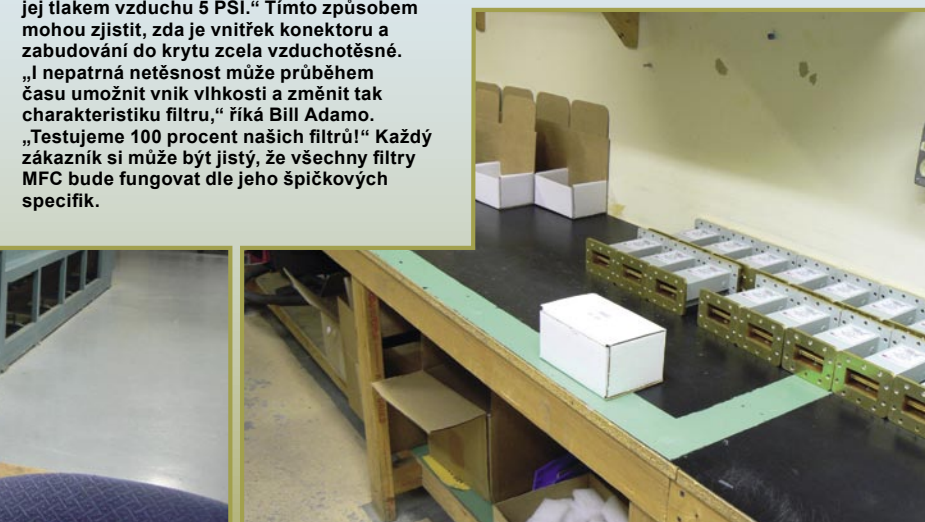 jej tlakem vzduchu 5 PSI.“ Tímto způsobem
mohou zjistit, zda je vnitřek konektoru a
zabudování do krytu zcela vzduchotěsné.
„I nepatrná netěsnost může průběhem
času umožnit vnik vlhkosti a změnit tak
charakteristiku filtru,“ říká Bill Adamo.
„Testujeme 100 procent našich filtrů!“ Každý
zákazník si může být jistý, že všechny filtry
MFC bude fungovat dle jeho špičkových
specifik.